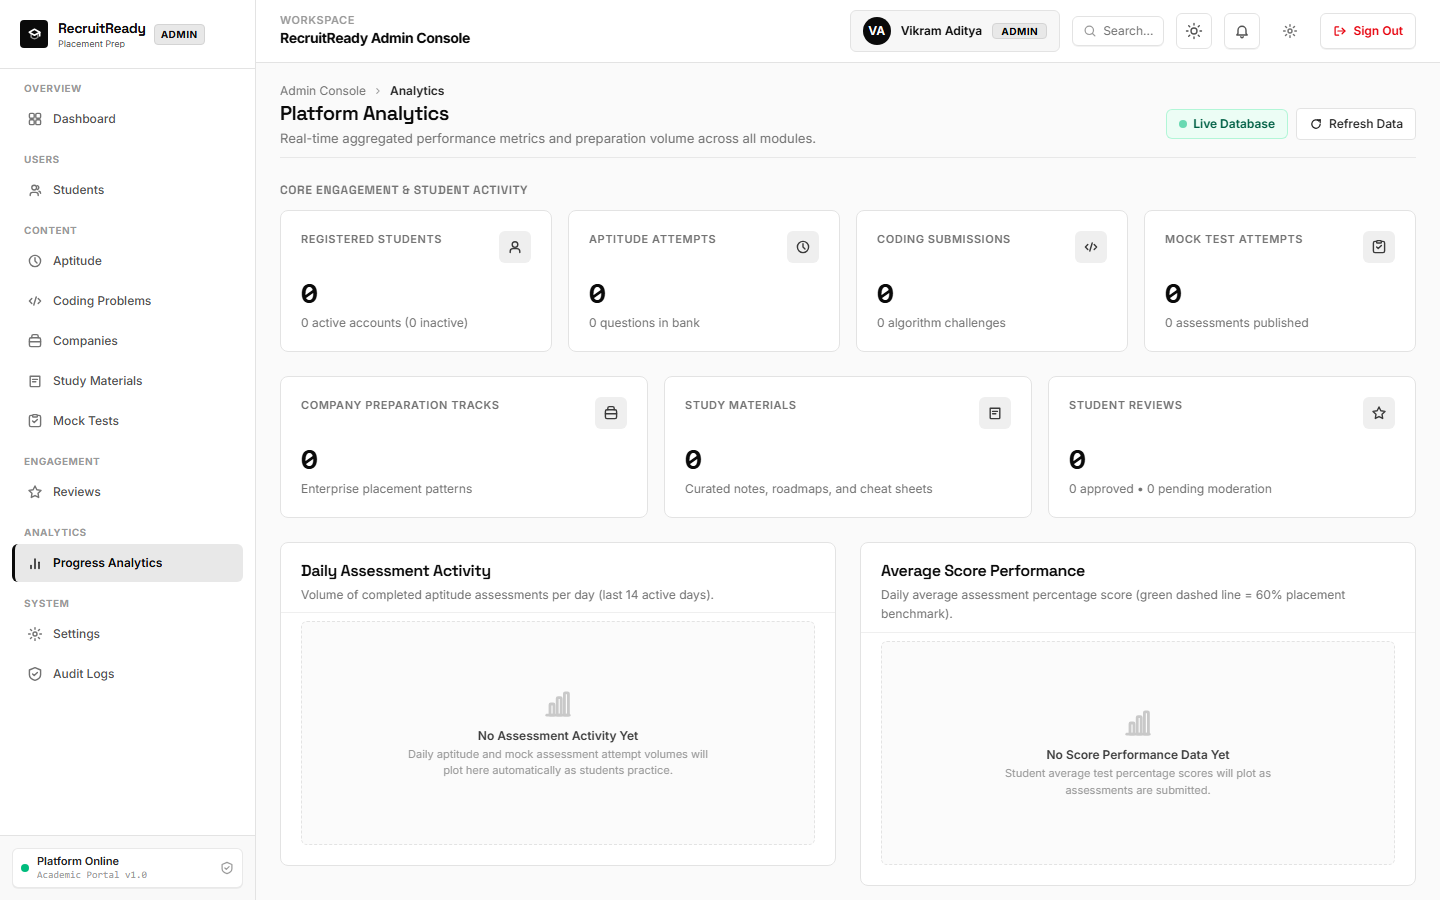 RecruitReady
Placement Prep
ADMIN
OVERVIEW
Dashboard
USERS
Students
CONTENT
Aptitude
Coding Problems
Companies
Study Materials
Mock Tests
ENGAGEMENT
Reviews
ANALYTICS
Progress Analytics
SYSTEM
Settings
Audit Logs
Platform Online
Academic Portal v1.0
WORKSPACE
RecruitReady Admin Console
VA
Vikram Aditya
ADMIN
Search...
Sign Out
Admin Console › Analytics
Platform Analytics
Real-time aggregated performance metrics and preparation volume across all modules.
Live Database
Refresh Data
CORE ENGAGEMENT & STUDENT ACTIVITY
REGISTERED STUDENTS
0
0 active accounts (0 inactive)
APTITUDE ATTEMPTS
0
0 questions in bank
CODING SUBMISSIONS
0
0 algorithm challenges
MOCK TEST ATTEMPTS
0
0 assessments published
COMPANY PREPARATION TRACKS
0
Enterprise placement patterns
STUDY MATERIALS
0
Curated notes, roadmaps, and cheat sheets
STUDENT REVIEWS
0
0 approved • 0 pending moderation
Daily Assessment Activity
Volume of completed aptitude assessments per day (last 14 active days).
No Assessment Activity Yet
Daily aptitude and mock assessment attempt volumes will
plot here automatically as students practice.
Average Score Performance
Daily average assessment percentage score (green dashed line = 60% placement
benchmark).
No Score Performance Data Yet
Student average test percentage scores will plot as
assessments are submitted.